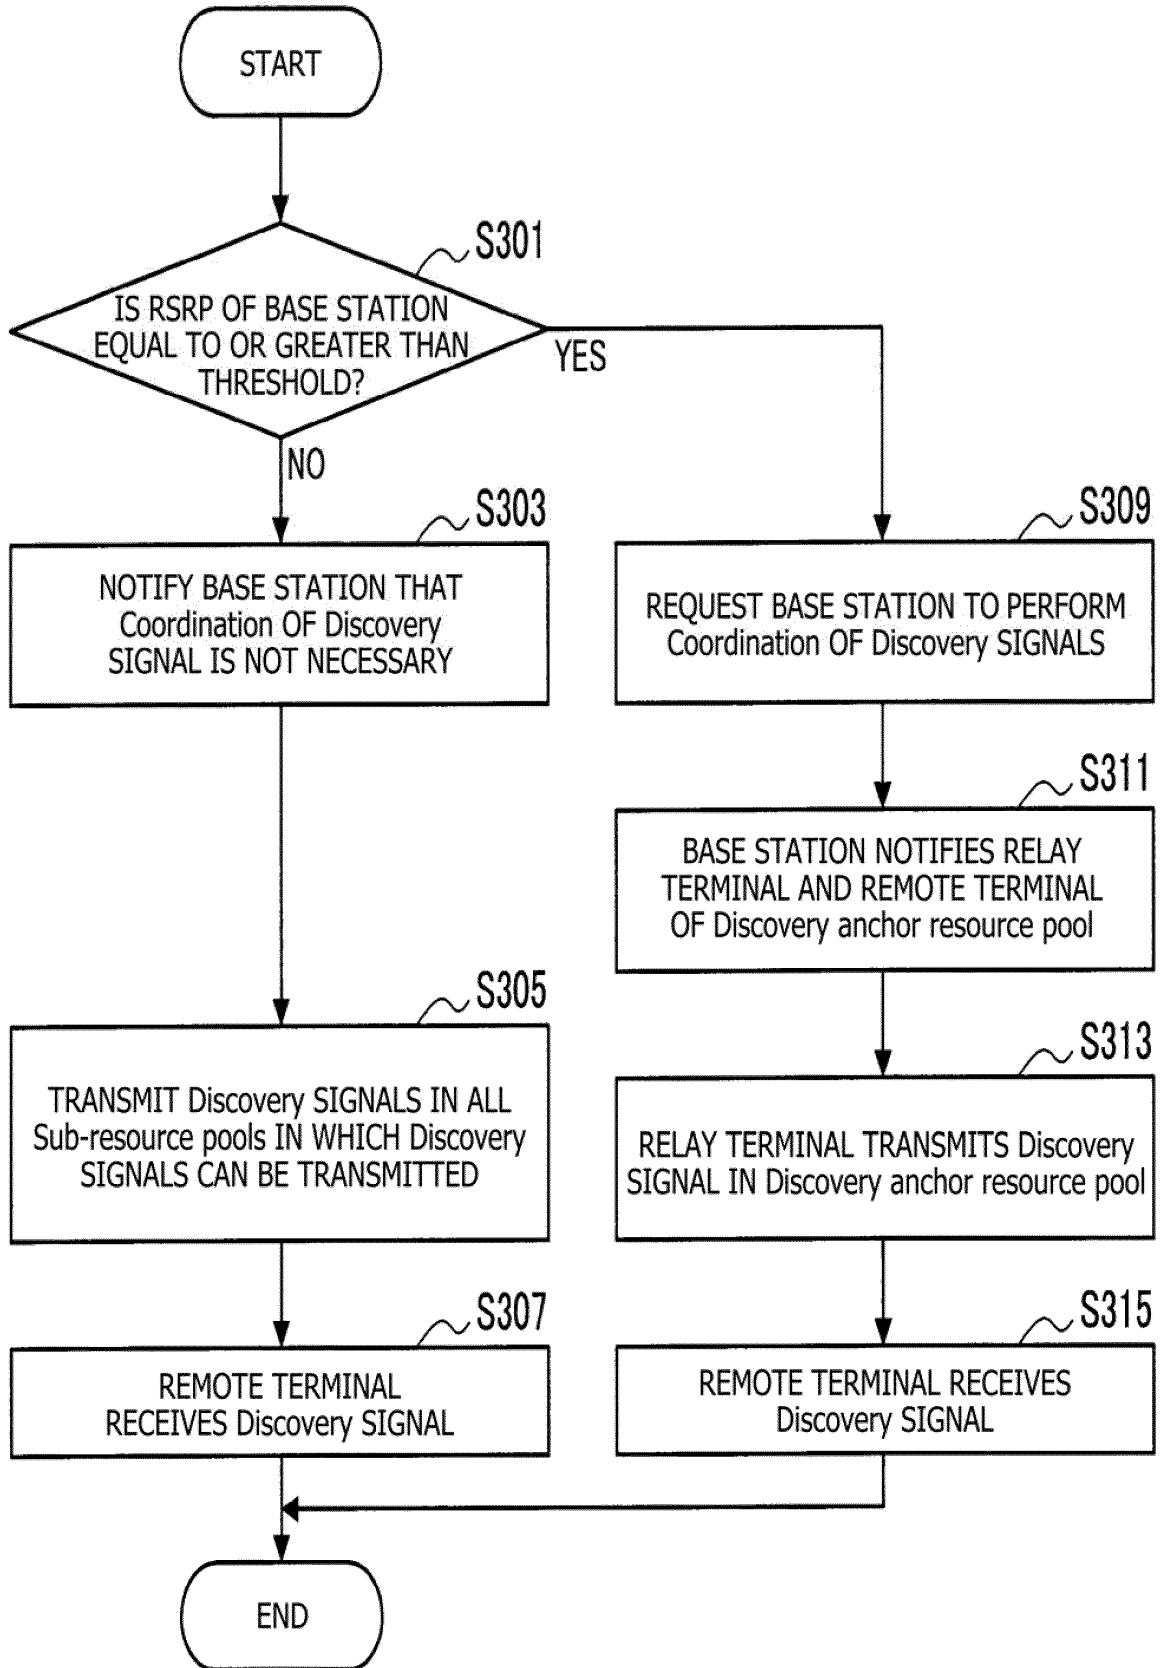 START
S301
IS RSRP OF BASE STATION
EQUAL TO OR GREATER THAN
THRESHOLD?
YES
NO
S303
NOTIFY BASE STATION THAT
Coordination OF Discovery
SIGNAL IS NOT NECESSARY
S309
REQUEST BASE STATION TO PERFORM
Coordination OF Discovery SIGNALS
S311
BASE STATION NOTIFIES RELAY
TERMINAL AND REMOTE TERMINAL
OF Discovery anchor resource pool
S305
TRANSMIT Discovery SIGNALS IN ALL
Sub-resource pools IN WHICH Discovery
SIGNALS CAN BE TRANSMITTED
S313
RELAY TERMINAL TRANSMITS Discovery
SIGNAL IN Discovery anchor resource pool
S307
REMOTE TERMINAL
RECEIVES Discovery SIGNAL
S315
REMOTE TERMINAL RECEIVES
Discovery SIGNAL
END